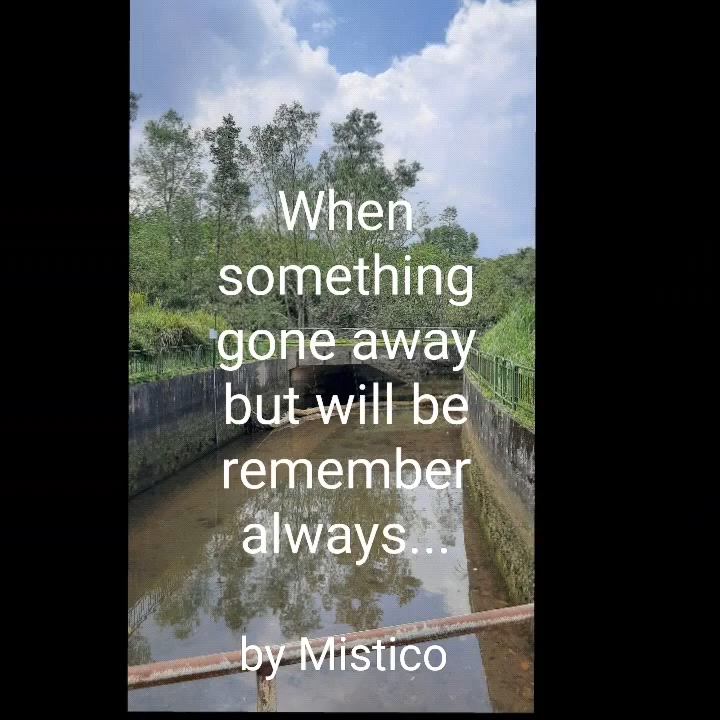 When
something
gone away
but will be
remember
always...
by Mistico